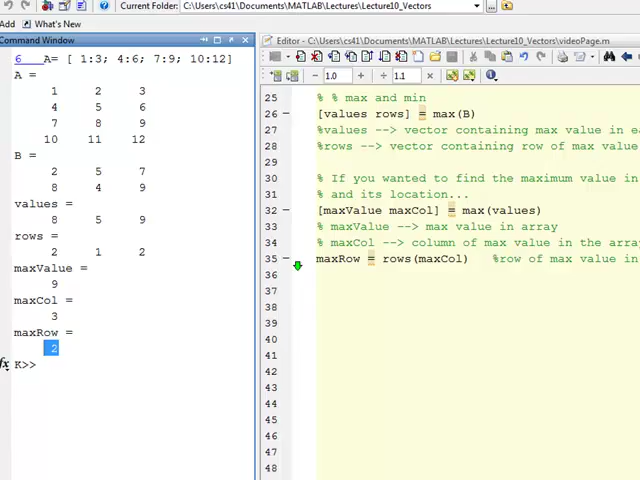 Current Folder: C:\Users\cs41\Documents\MATLAB\Lectures\Lecture10_Vectors
Add What's New
Command Window
6 A= [ 1:3; 4:6; 7:9; 10:12]
A =
1 2 3
4 5 6
7 8 9
10 11 12
B =
2 5 7
8 4 9
values =
8 5 9
rows =
2 1 2
maxValue =
9
maxCol =
3
maxRow =
2
fx K>>
Editor - C:\Users\cs41\Documents\MATLAB\Lectures\Lecture10_Vectors\videoPage.m
− 1.0 + ÷ 1.1 ×
25 % % max and min
26 − [values rows] = max(B)
27 %values --> vector containing max value in ea
28 %rows --> vector containing row of max value
29
30 % If you wanted to find the maximum value in
31 % and its location...
32 − [maxValue maxCol] = max(values)
33 % maxValue --> max value in array
34 % maxCol --> column of max value in the arra
35 − maxRow = rows(maxCol) %row of max value in
36
37
38
39
40
41
42
43
44
45
46
47
48